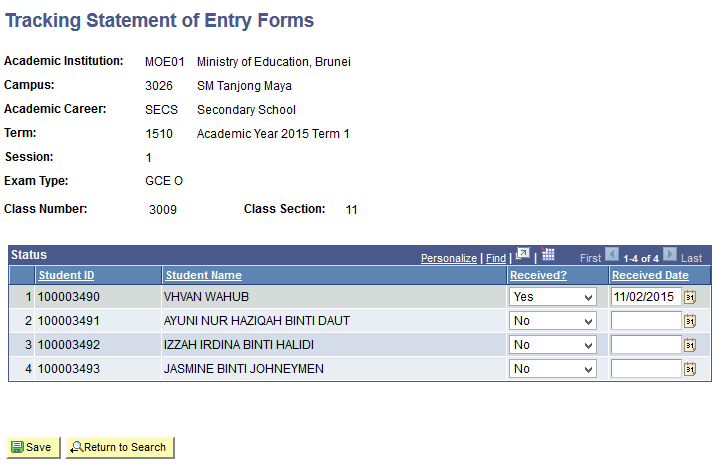 Tracking Statement of Entry Forms
Academic Institution: MOE01 Ministry of Education, Brunei
Campus: 3026 SM Tanjong Maya
Academic Career: SECS Secondary School
Term: 1510 Academic Year 2015 Term 1
Session: 1
Exam Type: GCE O
Class Number: 3009 Class Section: 11
Status Personalize | Find | | First 1-4 of 4 Last
Student ID Student Name Received? Received Date
1 100003490 VHVAN WAHUB Yes 11/02/2015 31
2 100003491 AYUNI NUR HAZIQAH BINTI DAUT No 31
3 100003492 IZZAH IRDINA BINTI HALIDI No 31
4 100003493 JASMINE BINTI JOHNEYMEN No 31
Save Return to Search